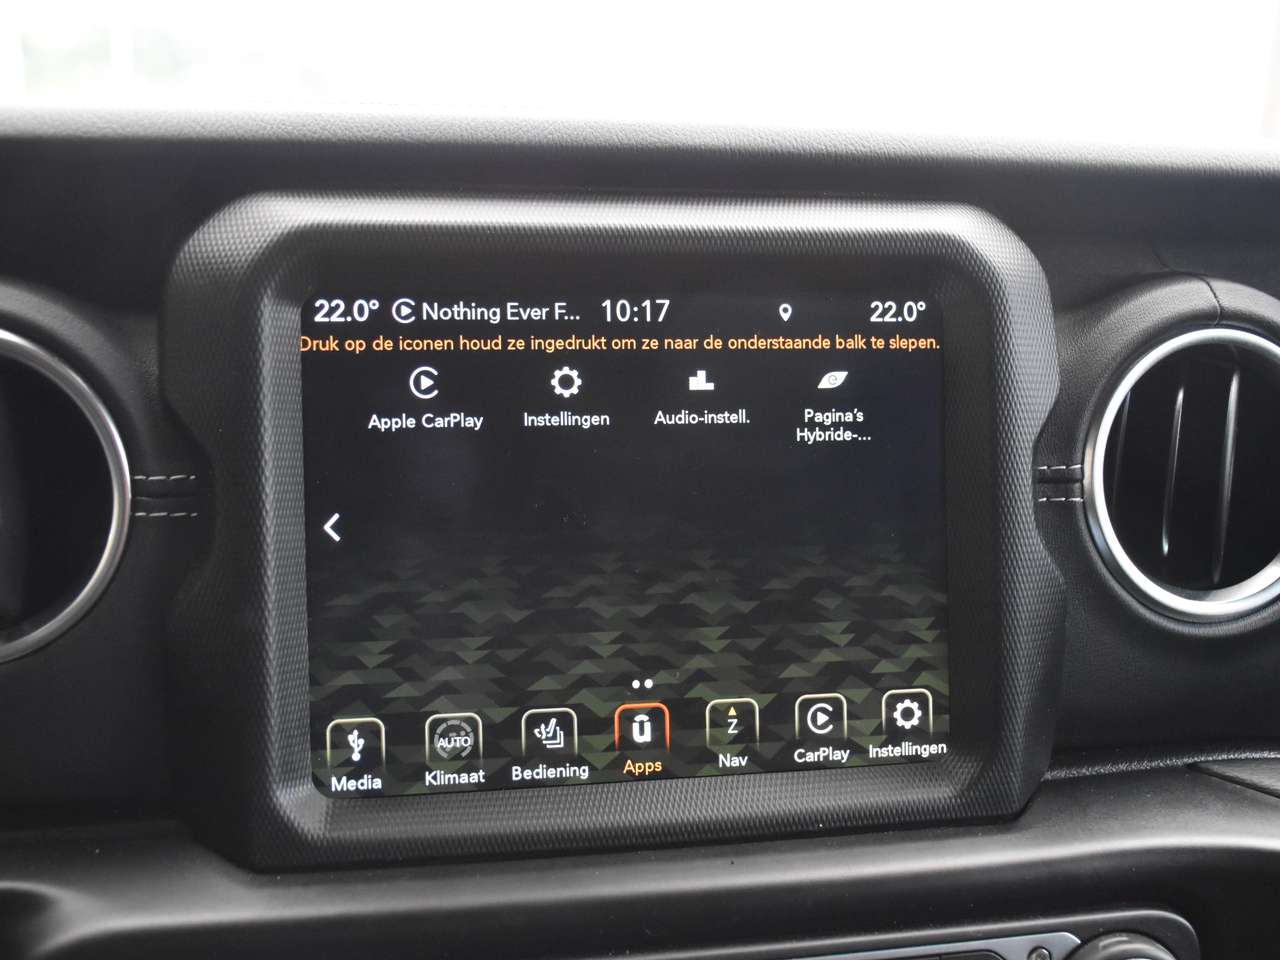 22.0° Nothing Ever F... 10:17 22.0°
Druk op de iconen houd ze ingedrukt om ze naar de onderstaande balk te slepen.
Apple CarPlay Instellingen Audio-instell. Pagina's
Hybride-...
AUTO û Z
Media Klimaat Bediening Apps Nav CarPlay Instellingen